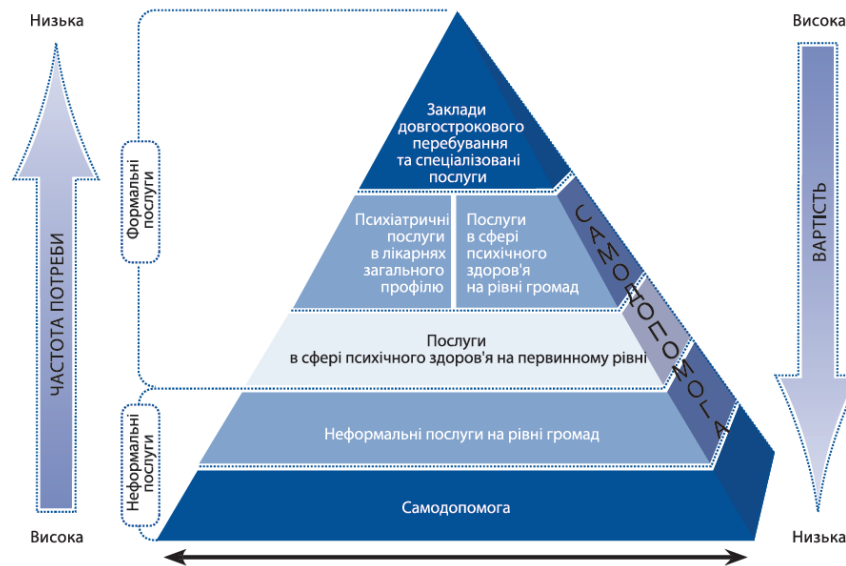 Низька
Висока
Заклади
довгострокового
перебування
та спеціалізовані
послуги
Формальні
послуги
ЧАСТОТА ПОТРЕБИ
Психіатричні
послуги
в лікарнях
загального
профілю
Послуги
в сфері
психічного
здоров'я
на рівні громад
САМОДОПОМОГА
ВАРТІСТЬ
Послуги
в сфері психічного здоров'я на первинному рівні
Неформальні
послуги
Неформальні послуги на рівні громад
Самодопомога
Висока
Низька